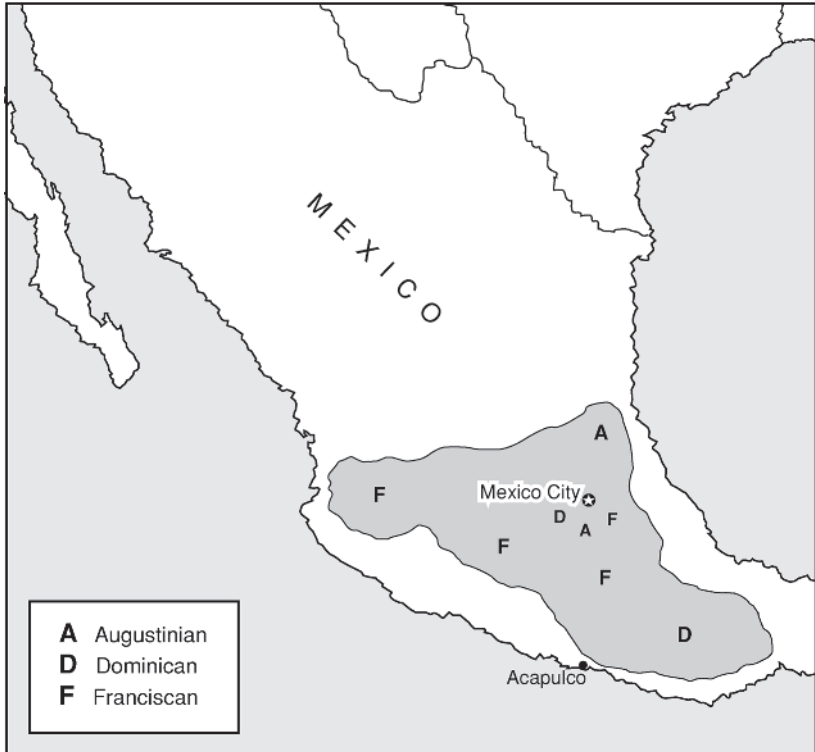 MEXICO
A
F
Mexico City
D A F
F
F
D
Acapulco
A Augustinian
D Dominican
F Franciscan